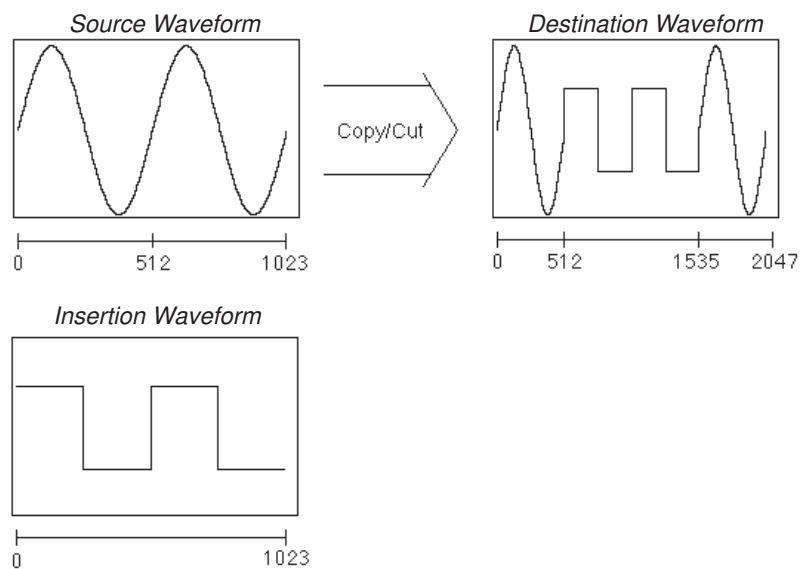 Source Waveform
Destination Waveform
Copy/Cut
0 512 1023
0 512 1535 2047
Insertion Waveform
0 1023